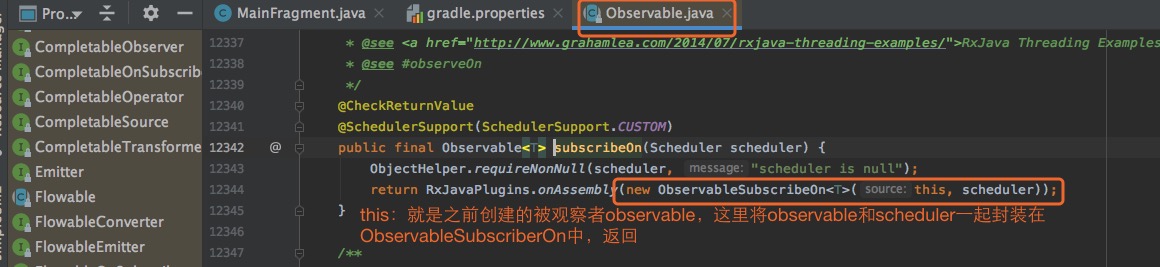 Pro...
MainFragment.java
gradle.properties
Observable.java
CompletableObserver
CompletableOnSubscribe
CompletableOperator
CompletableSource
CompletableTransforme
Emitter
Flowable
FlowableConverter
FlowableEmitter
12337 * @see <a href="http://www.grahamlea.com/2014/07/rxjava-threading-examples/">RxJava Threading Examples
12338 * @see #observeOn
12339 */
12340 @CheckReturnValue
12341 @SchedulerSupport(SchedulerSupport.CUSTOM)
12342 @ public final Observable<T> subscribeOn(Scheduler scheduler) {
12343 ObjectHelper.requireNonNull(scheduler, message: "scheduler is null");
12344 return RxJavaPlugins.onAssembly(new ObservableSubscribeOn<T>( source: this, scheduler));
12345 }
12346
12347 /**
this：就是之前创建的被观察者observable，这里将observable和scheduler一起封装在
ObservableSubscriberOn中，返回